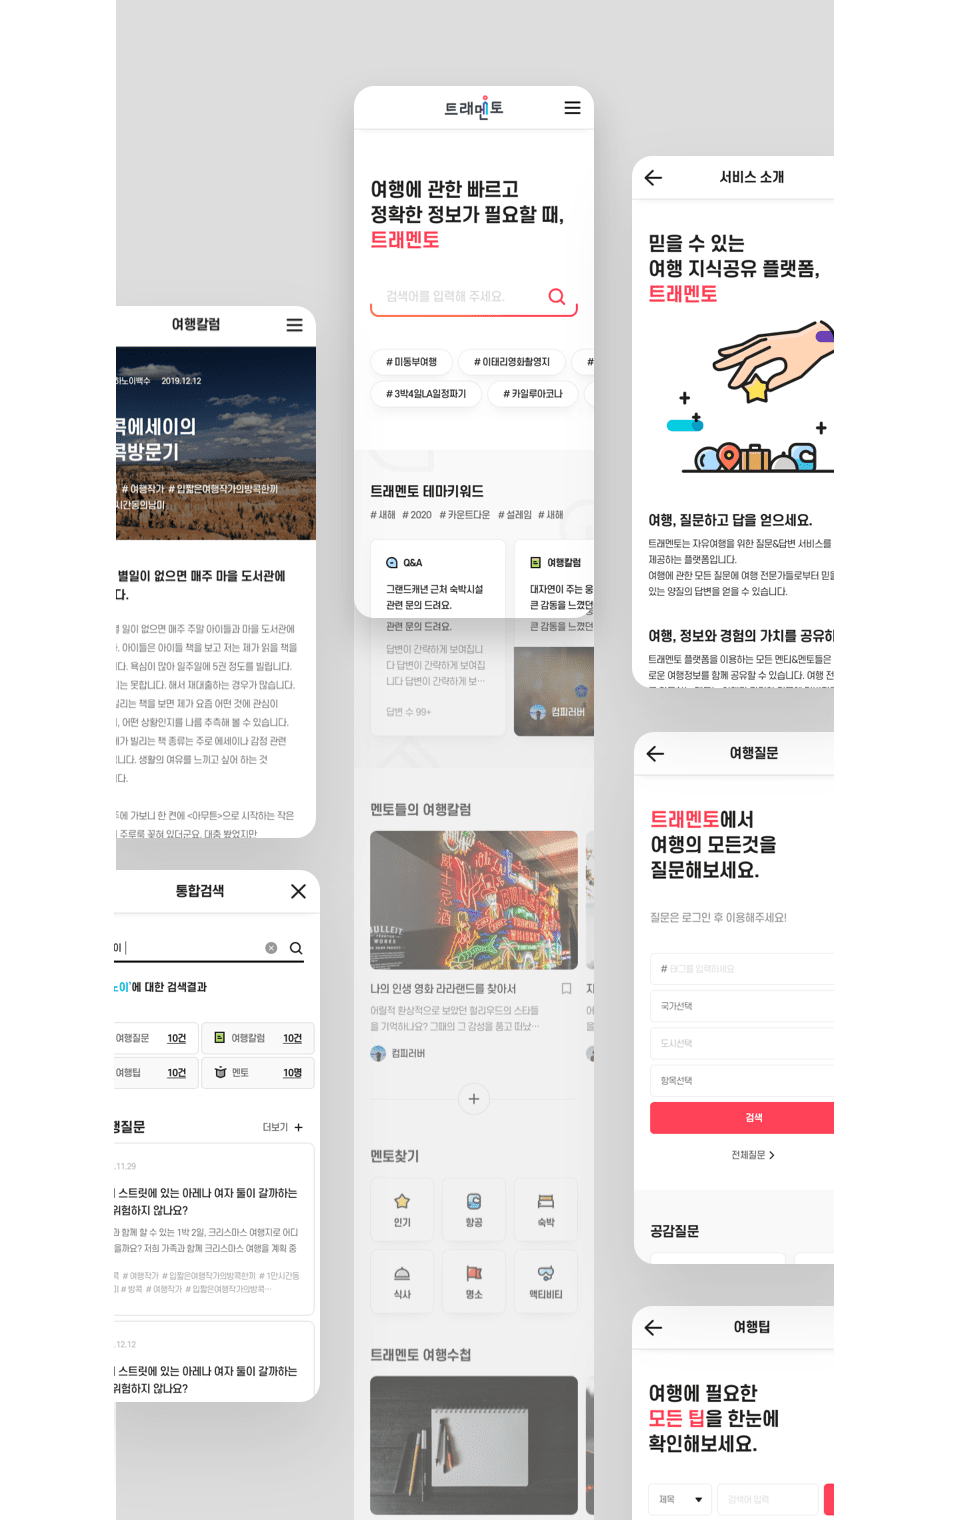 여행칼럼
하노이백수 2019.12.12
콕에세이의
콕방문기
# 여행작가 # 입짧은여행작가의방콕한끼
시간동의남미
별일이 없으면 매주 마을 도서관에
다.
별 일이 없으면 매주 주말 아이들과 마을 도서관에
. 아이들은 아이들 책을 보고 저는 제가 읽을 책을
다. 욕심이 많아 일주일에 5권 정도를 빌립니다.
기는 못합니다. 해서 재대출하는 경우가 많습니다.
빌리는 책을 보면 제가 요즘 어떤 것에 관심이
, 어떤 상황인지를 나름 추측해 볼 수 있습니다.
제가 빌리는 책 종류는 주로 에세이나 감정 관련
니다. 생활의 여유를 느끼고 싶어 하는 것
다.
주에 가보니 한 켠에 <아무튼>으로 시작하는 작은
주루룩 꽂혀 있더군요. 대충 봤었지만
통합검색
이
노이'에 대한 검색결과
여행질문 10건
여행칼럼 10건
여행팁 10건
멘토 10명
행질문
더보기 +
.11.29
스트릿에 있는 아레나 여자 둘이 갈까하는
위험하지 않나요?
과 함께 할 수 있는 1박 2일, 크리스마스 여행지로 어디
을까요? 저희 가족과 함께 크리스마스 여행을 계획 중
콕 # 여행작가 # 입짧은여행작가의방콕한끼 # 1만시간동
미 # 방콕 # 여행작가 # 입짧은여행작가의방콕…
.12.12
스트릿에 있는 아레나 여자 둘이 갈까하는
위험하지 않나요?
트래멘토
여행에 관한 빠르고
정확한 정보가 필요할 때,
트래멘토
검색어를 입력해 주세요.
# 미동부여행
# 이태리영화촬영지
#
# 3박4일LA일정짜기
# 카일루아코나
트래멘토 테마키워드
# 새해 # 2020 # 카운트다운 # 설레임 # 새해
Q&A
그랜드캐년 근처 숙박시설
관련 문의 드려요.
관련 문의 드려요.
답변이 간략하게 보여집니
다 답변이 간략하게 보여집
니다 답변이 간략하게 보…
답변 수 99+
여행칼럼
대자연이 주는 웅
큰 감동을 느꼈던
큰 감동을 느꼈던
컴피러버
멘토들의 여행칼럼
BULLEIT
FRONTIER
WORKS
BULLEIT
WHISKEY
나의 인생 영화 라라랜드를 찾아서
어릴적 환상적으로 보았던 헐리우드의 스타들
을 기억하나요? 그때의 그 감성을 품고 떠났…
컴피러버
지
어
을
+
멘토찾기
인기
항공
숙박
식사
명소
액티비티
트래멘토 여행수첩
서비스 소개
믿을 수 있는
여행 지식공유 플랫폼,
트래멘토
여행, 질문하고 답을 얻으세요.
트래멘토는 자유여행을 위한 질문&답변 서비스를
제공하는 플랫폼입니다.
여행에 관한 모든 질문에 여행 전문가들로부터 믿을
있는 양질의 답변을 얻을 수 있습니다.
여행, 정보와 경험의 가치를 공유하
트래멘토 플랫폼을 이용하는 모든 멘티&멘토들은
로운 여행정보를 함께 공유할 수 있습니다. 여행 전
여행질문
트래멘토에서
여행의 모든것을
질문해보세요.
질문은 로그인 후 이용해주세요!
# 태그를 입력하세요
국가선택
도시선택
항목선택
검색
전체질문 >
공감질문
여행팁
여행에 필요한
모든 팁을 한눈에
확인해보세요.
제목
검색어 입력